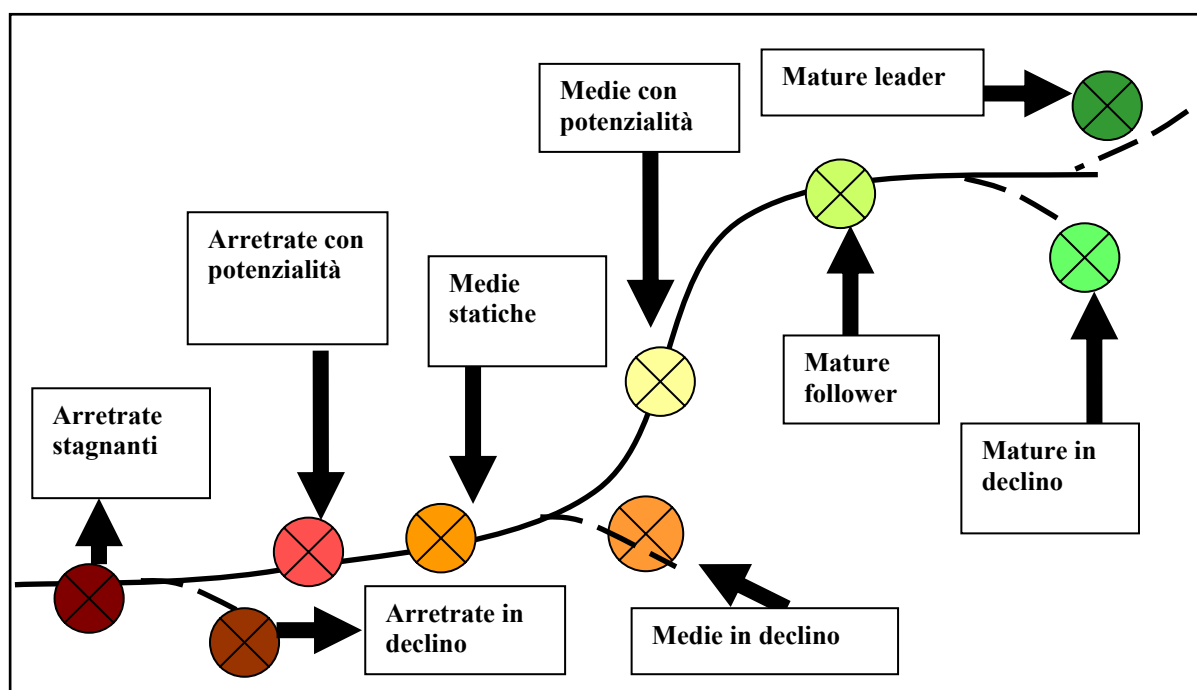 Mature leader
Medie con
potenzialità
Arretrate con
potenzialità
Medie
statiche
Mature
follower
Arretrate
stagnanti
Mature in
declino
Arretrate in
declino
Medie in declino